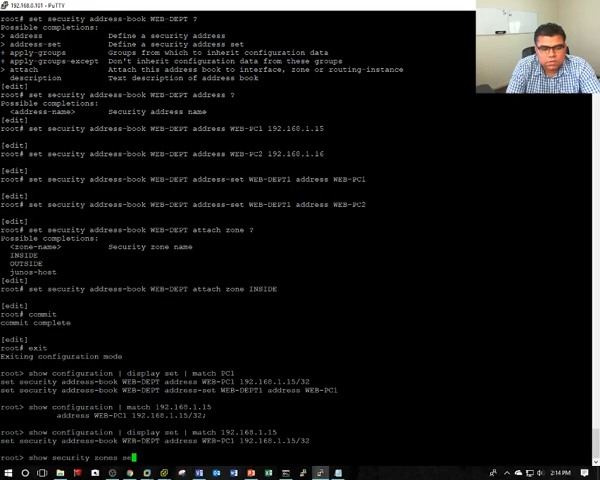 192.168.0.101 - PuTTY
root# set security address-book WEB-DEPT ?
Possible completions:
> address              Define a security address
> address-set          Define a security address set
+ apply-groups         Groups from which to inherit configuration data
+ apply-groups-except  Don't inherit configuration data from these groups
> attach               Attach this address book to interface, zone or routing-instance
  description          Text description of address book
[edit]
root# set security address-book WEB-DEPT address ?
Possible completions:
  <address-name>       Security address name
[edit]
root# set security address-book WEB-DEPT address WEB-PC1 192.168.1.15
[edit]
root# set security address-book WEB-DEPT address WEB-PC2 192.168.1.16
[edit]
root# set security address-book WEB-DEPT address-set WEB-DEPT1 address WEB-PC1
[edit]
root# set security address-book WEB-DEPT address-set WEB-DEPT1 address WEB-PC2
[edit]
root# set security address-book WEB-DEPT attach zone ?
Possible completions:
  <zone-name>          Security zone name
  INSIDE
  OUTSIDE
  junos-host
[edit]
root# set security address-book WEB-DEPT attach zone INSIDE
[edit]
root# commit
commit complete
[edit]
root# exit
Exiting configuration mode
root> show configuration | display set | match PC1
set security address-book WEB-DEPT address WEB-PC1 192.168.1.15/32
set security address-book WEB-DEPT address-set WEB-DEPT1 address WEB-PC1
root> show configuration | match 192.168.1.15
        address WEB-PC1 192.168.1.15/32;
root> show configuration | display set | match 192.168.1.15
set security address-book WEB-DEPT address WEB-PC1 192.168.1.15/32
root> show security zones se
2:14 PM